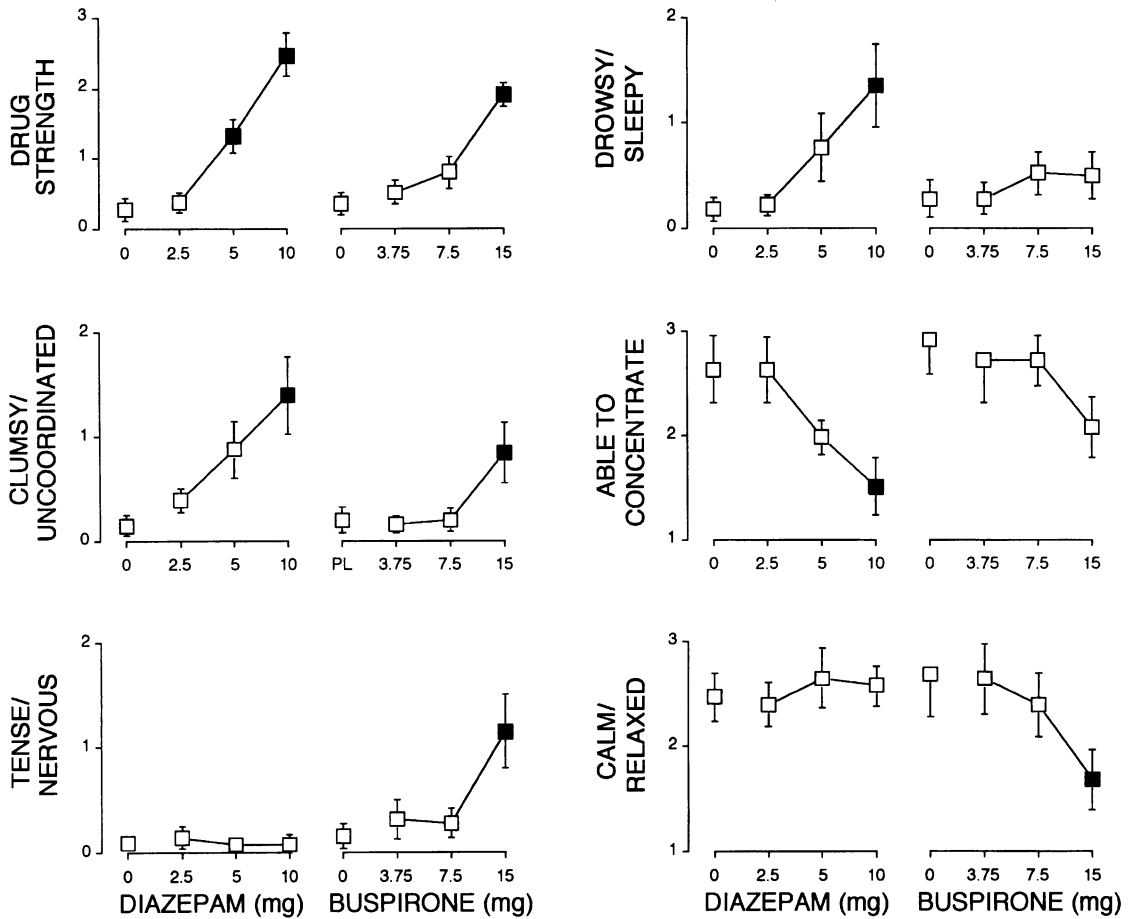 DRUG
STRENGTH
3
2
1
0
0 2.5 5 10
0 3.75 7.5 15
DROWSY/
SLEEPY
2
1
0
0 2.5 5 10
0 3.75 7.5 15
CLUMSY/
UNCOORDINATED
2
1
0
0 2.5 5 10
PL 3.75 7.5 15
ABLE TO
CONCENTRATE
3
2
1
0 2.5 5 10
0 3.75 7.5 15
TENSE/
NERVOUS
2
1
0
0 2.5 5 10
0 3.75 7.5 15
DIAZEPAM (mg)
BUSPIRONE (mg)
CALM/
RELAXED
3
2
1
0 2.5 5 10
0 3.75 7.5 15
DIAZEPAM (mg)
BUSPIRONE (mg)